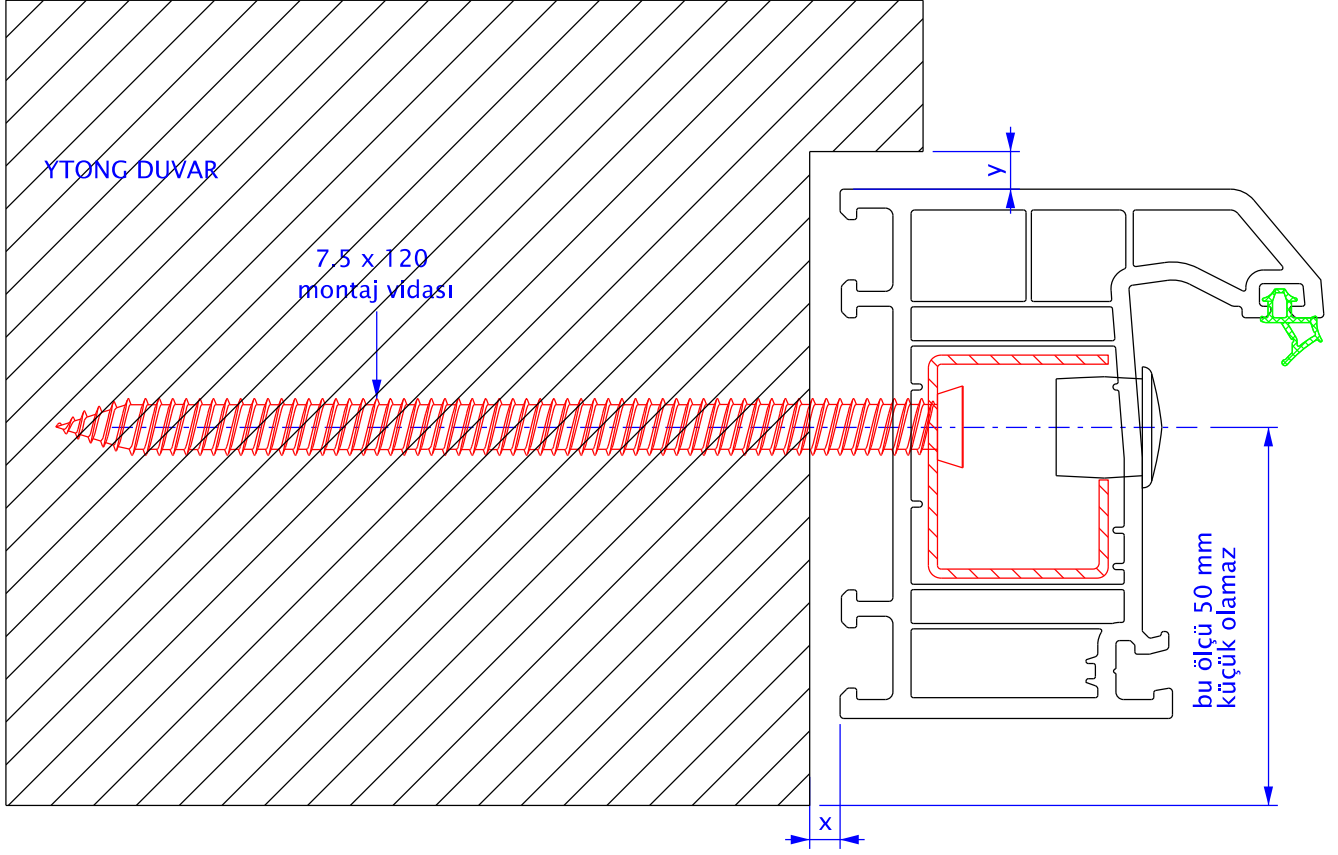 YTONG DUVAR
7.5 x 120
montaj vidası
y
bu ölçü 50 mm
küçük olamaz
x